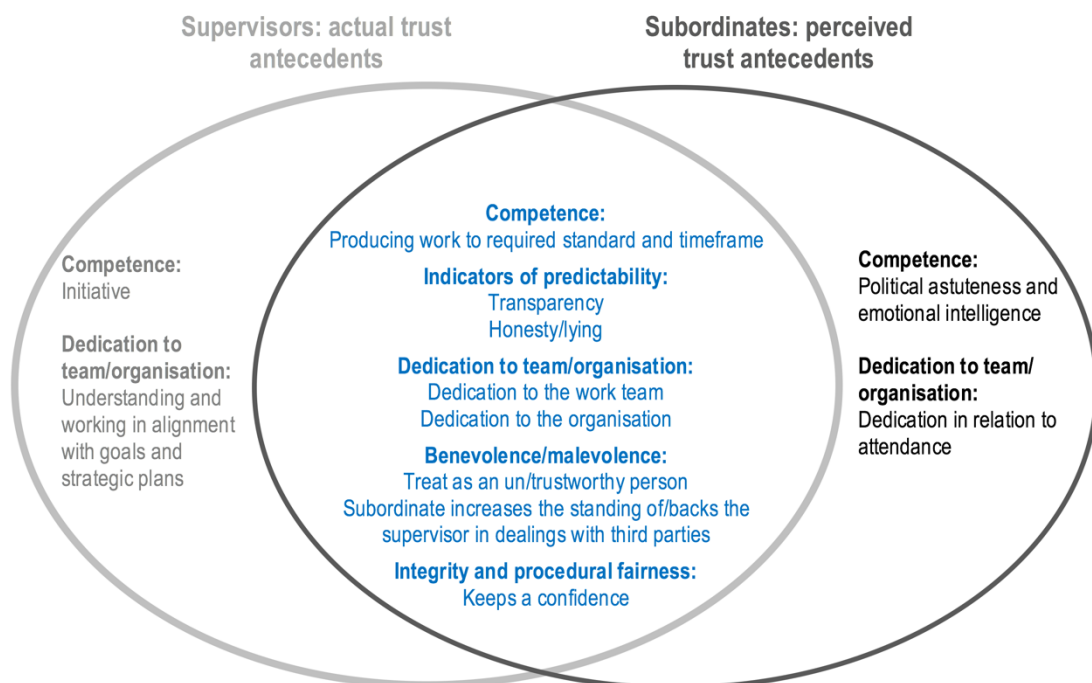 Supervisors: actual trust
antecedents
Subordinates: perceived
trust antecedents
Competence:
Initiative
Dedication to
team/organisation:
Understanding and
working in alignment
with goals and
strategic plans
Competence:
Producing work to required standard and timeframe
Indicators of predictability:
Transparency
Honesty/lying
Dedication to team/organisation:
Dedication to the work team
Dedication to the organisation
Benevolence/malevolence:
Treat as an un/trustworthy person
Subordinate increases the standing of/backs the
supervisor in dealings with third parties
Integrity and procedural fairness:
Keeps a confidence
Competence:
Political astuteness and
emotional intelligence
Dedication to team/
organisation:
Dedication in relation to
attendance